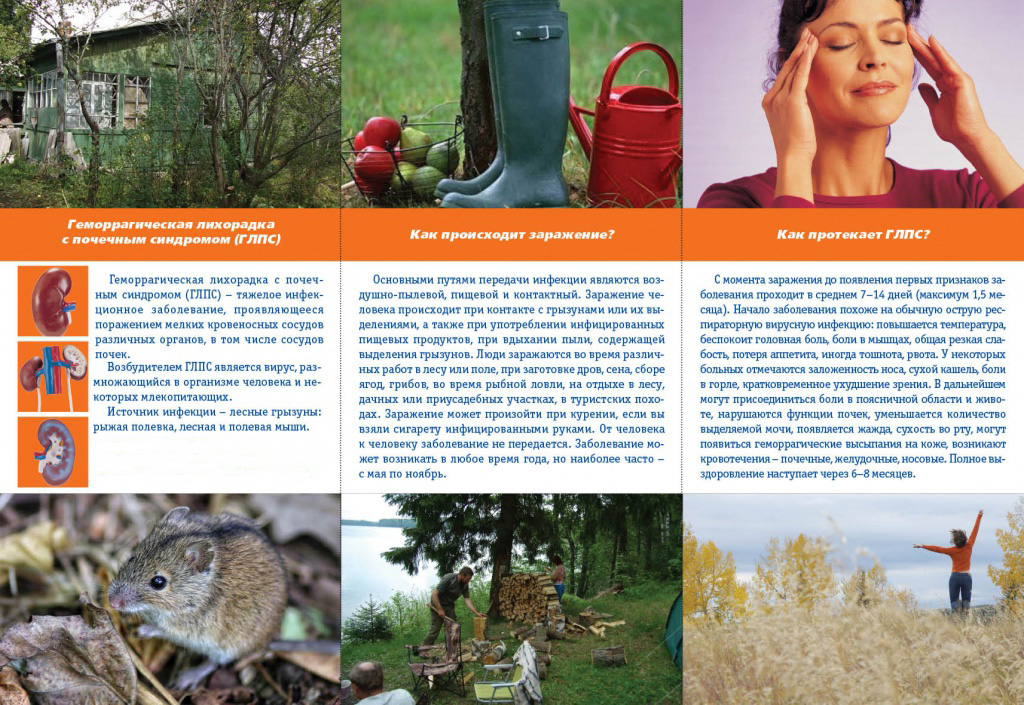 Геморрагическая лихорадка
с почечным синдромом (ГЛПС)
Геморрагическая лихорадка с почеч-
ным синдромом (ГЛПС) – тяжелое инфек-
ционное заболевание, проявляющееся
поражением мелких кровеносных сосудов
различных органов, в том числе сосудов
почек.
Возбудителем ГЛПС является вирус, раз-
множающийся в организме человека и не-
которых млекопитающих.
Источник инфекции – лесные грызуны:
рыжая полевка, лесная и полевая мыши.
Как происходит заражение?
Основными путями передачи инфекции являются воз-
душно-пылевой, пищевой и контактный. Заражение че-
ловека происходит при контакте с грызунами или их вы-
делениями, а также при употреблении инфицированных
пищевых продуктов, при вдыхании пыли, содержащей
выделения грызунов. Люди заражаются во время различ-
ных работ в лесу или поле, при заготовке дров, сена, сборе
ягод, грибов, во время рыбной ловли, на отдыхе в лесу,
дачных или приусадебных участках, в туристских похо-
дах. Заражение может произойти при курении, если вы
взяли сигарету инфицированными руками. От человека
к человеку заболевание не передается. Заболевание мо-
жет возникать в любое время года, но наиболее часто –
с мая по ноябрь.
Как протекает ГЛПС?
С момента заражения до появления первых признаков за-
болевания проходит в среднем 7–14 дней (максимум 1,5 ме-
сяца). Начало заболевания похоже на обычную острую рес-
пираторную вирусную инфекцию: повышается температура,
беспокоит головная боль, боли в мышцах, общая резкая сла-
бость, потеря аппетита, иногда тошнота, рвота. У некоторых
больных отмечаются заложенность носа, сухой кашель, боли
в горле, кратковременное ухудшение зрения. В дальнейшем
могут присоединиться боли в поясничной области и живо-
те, нарушаются функции почек, уменьшается количество
выделяемой мочи, появляется жажда, сухость во рту, могут
появиться геморрагические высыпания на коже, возникают
кровотечения – почечные, желудочные, носовые. Полное вы-
здоровление наступает через 6–8 месяцев.